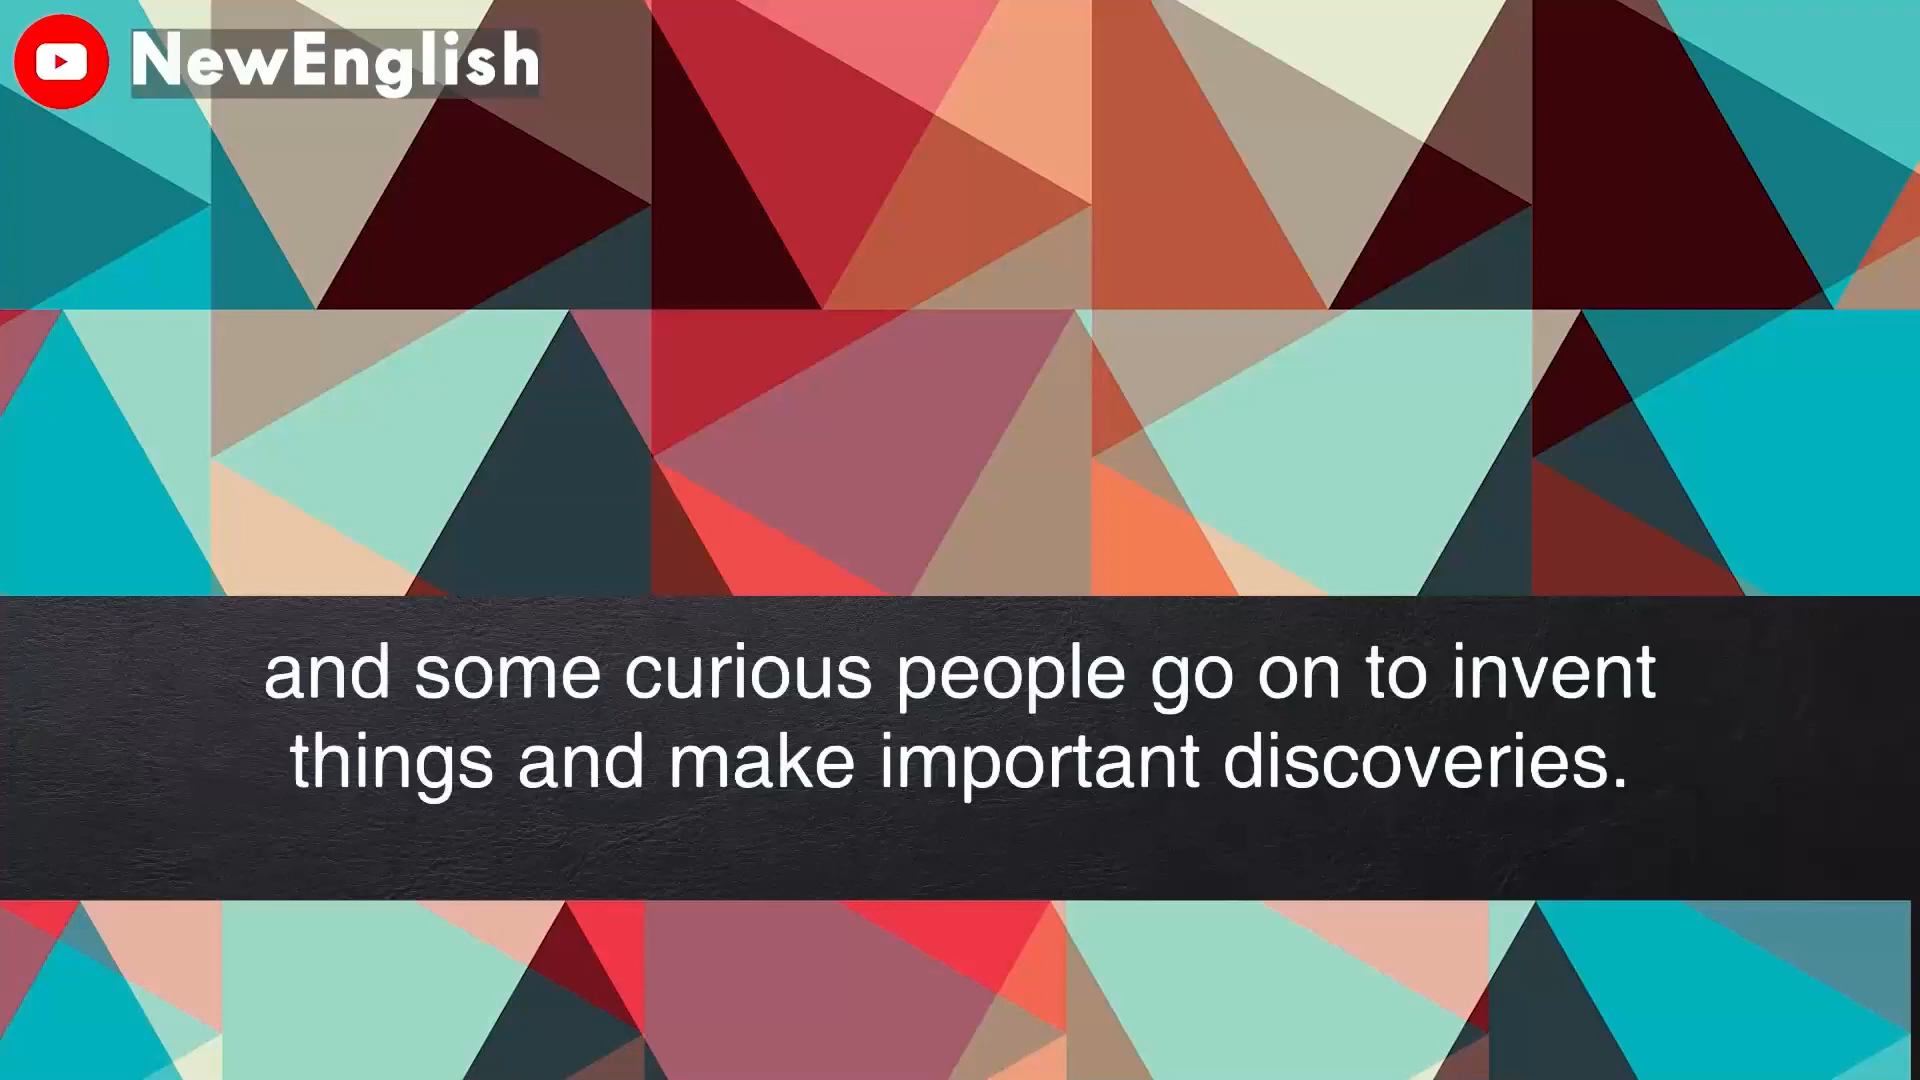 NewEnglish
and some curious people go on to invent
things and make important discoveries.